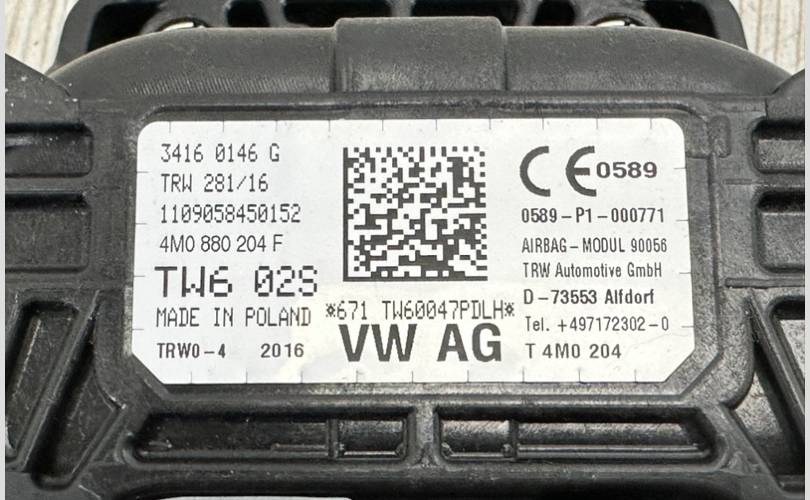 3416 0146 G
TRW 281/16
1109058450152
4M0 880 204 F
TW6 02S
MADE IN POLAND
TRW0-4 2016
*671 TW60047PDLH*
VW AG
CE 0589
0589-P1-000771
AIRBAG-MODUL 90056
TRW Automotive GmbH
D-73553 Alfdorf
Tel. +497172302-0
T 4M0 204